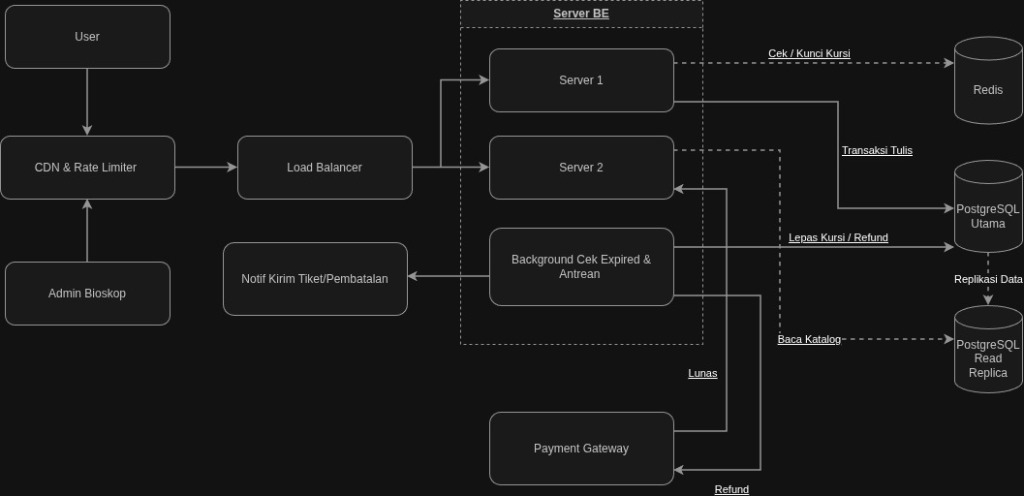 Server BE
User
Server 1
Cek / Kunci Kursi
Redis
CDN & Rate Limiter
Load Balancer
Server 2
Transaksi Tulis
PostgreSQL
Utama
Lepas Kursi / Refund
Admin Bioskop
Notif Kirim Tiket/Pembatalan
Background Cek Expired &
Antrean
Replikasi Data
Baca Katalog
PostgreSQL
Read
Replica
Lunas
Payment Gateway
Refund